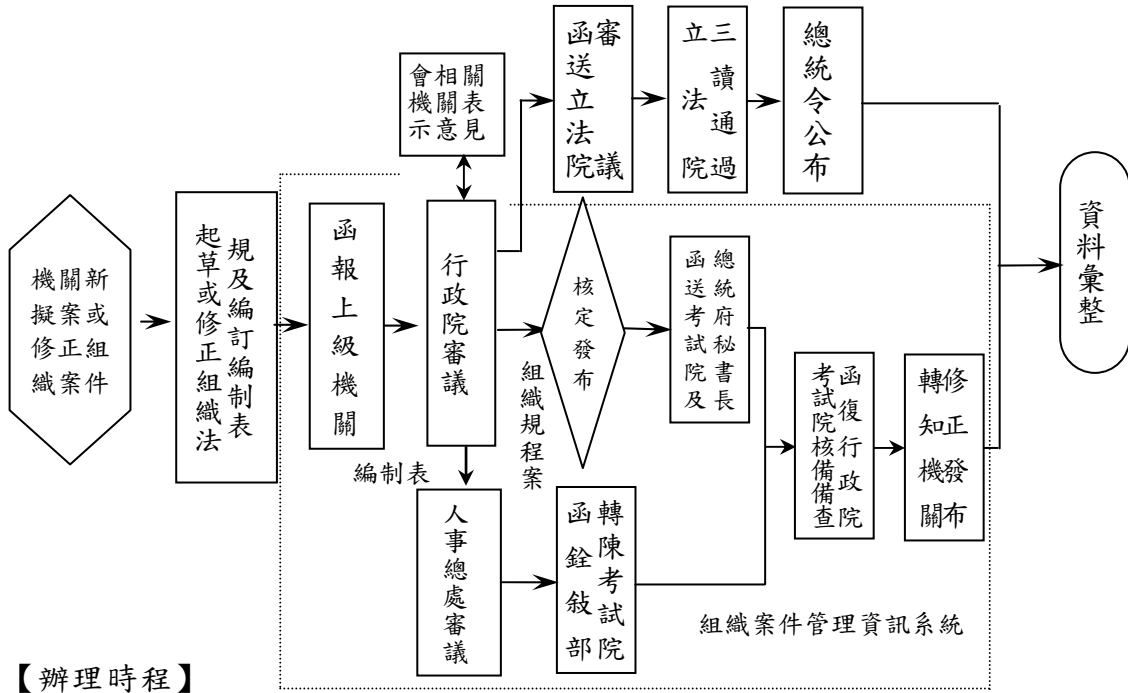 機關新
擬案或
修正組
織案件
起草或修正組織法
規及編訂編制表
函報上級機關
會相關
機關表
示意見
行政院審議
函送立法院
審議
立法院
三讀通過
總統令公布
組織規程案
核定發布
函送考試院及
總統府秘書長
編制表
人事總處審議
函銓敍部
轉陳考試院
考試院核備備查
函復行政院
轉知機關
修正發布
資料彙整
組織案件管理資訊系統
【辦理時程】